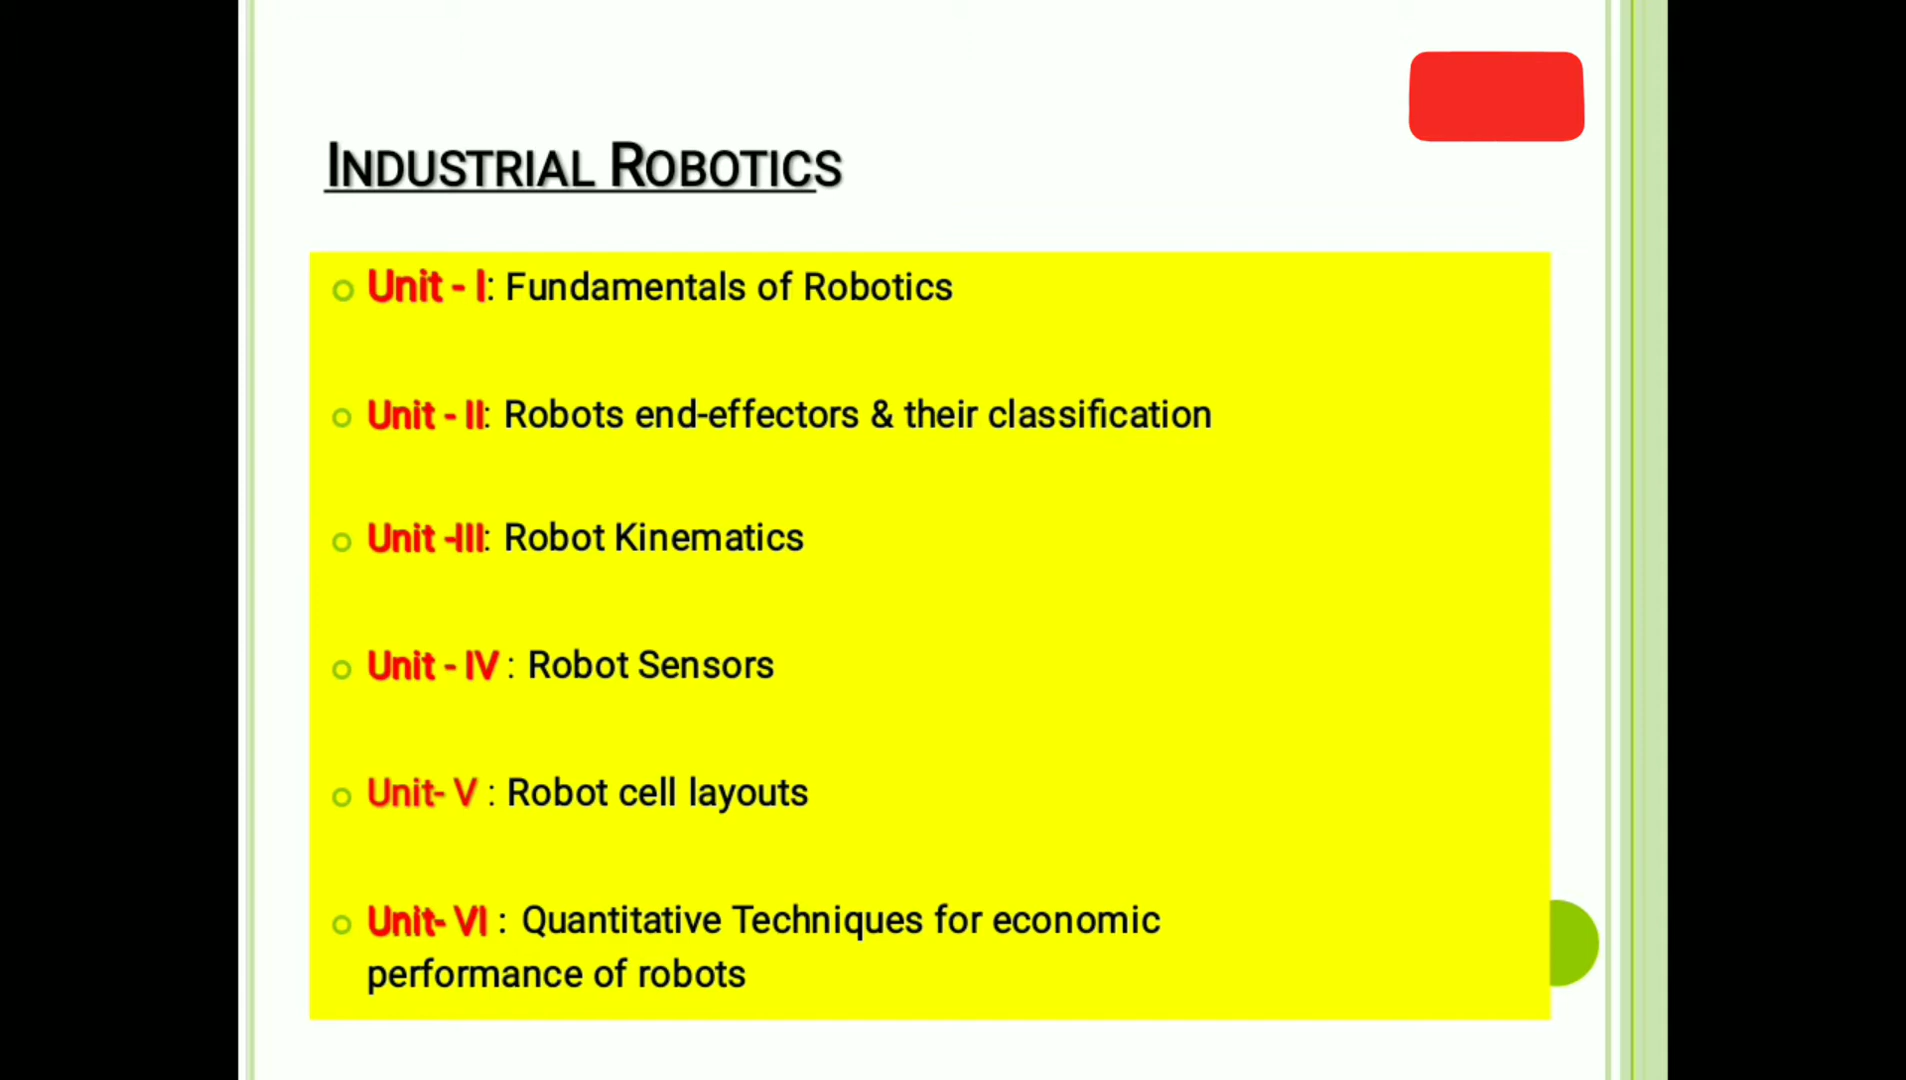 INDUSTRIAL ROBOTICS
Unit - I: Fundamentals of Robotics
Unit - II: Robots end-effectors & their classification
Unit -III: Robot Kinematics
Unit - IV : Robot Sensors
Unit- V : Robot cell layouts
Unit- VI : Quantitative Techniques for economic
performance of robots